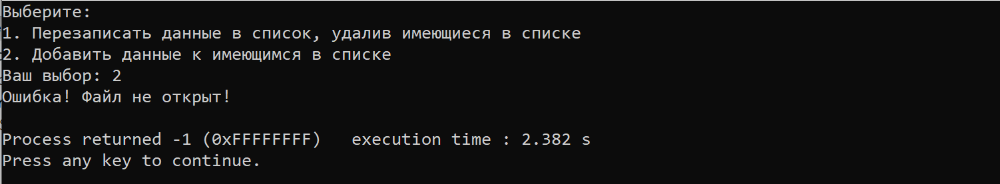 Выберите:
1. Перезаписать данные в список, удалив имеющиеся в списке
2. Добавить данные к имеющимся в списке
Ваш выбор: 2
Ошибка! Файл не открыт!
Process returned -1 (0xFFFFFFFF)   execution time : 2.382 s
Press any key to continue.